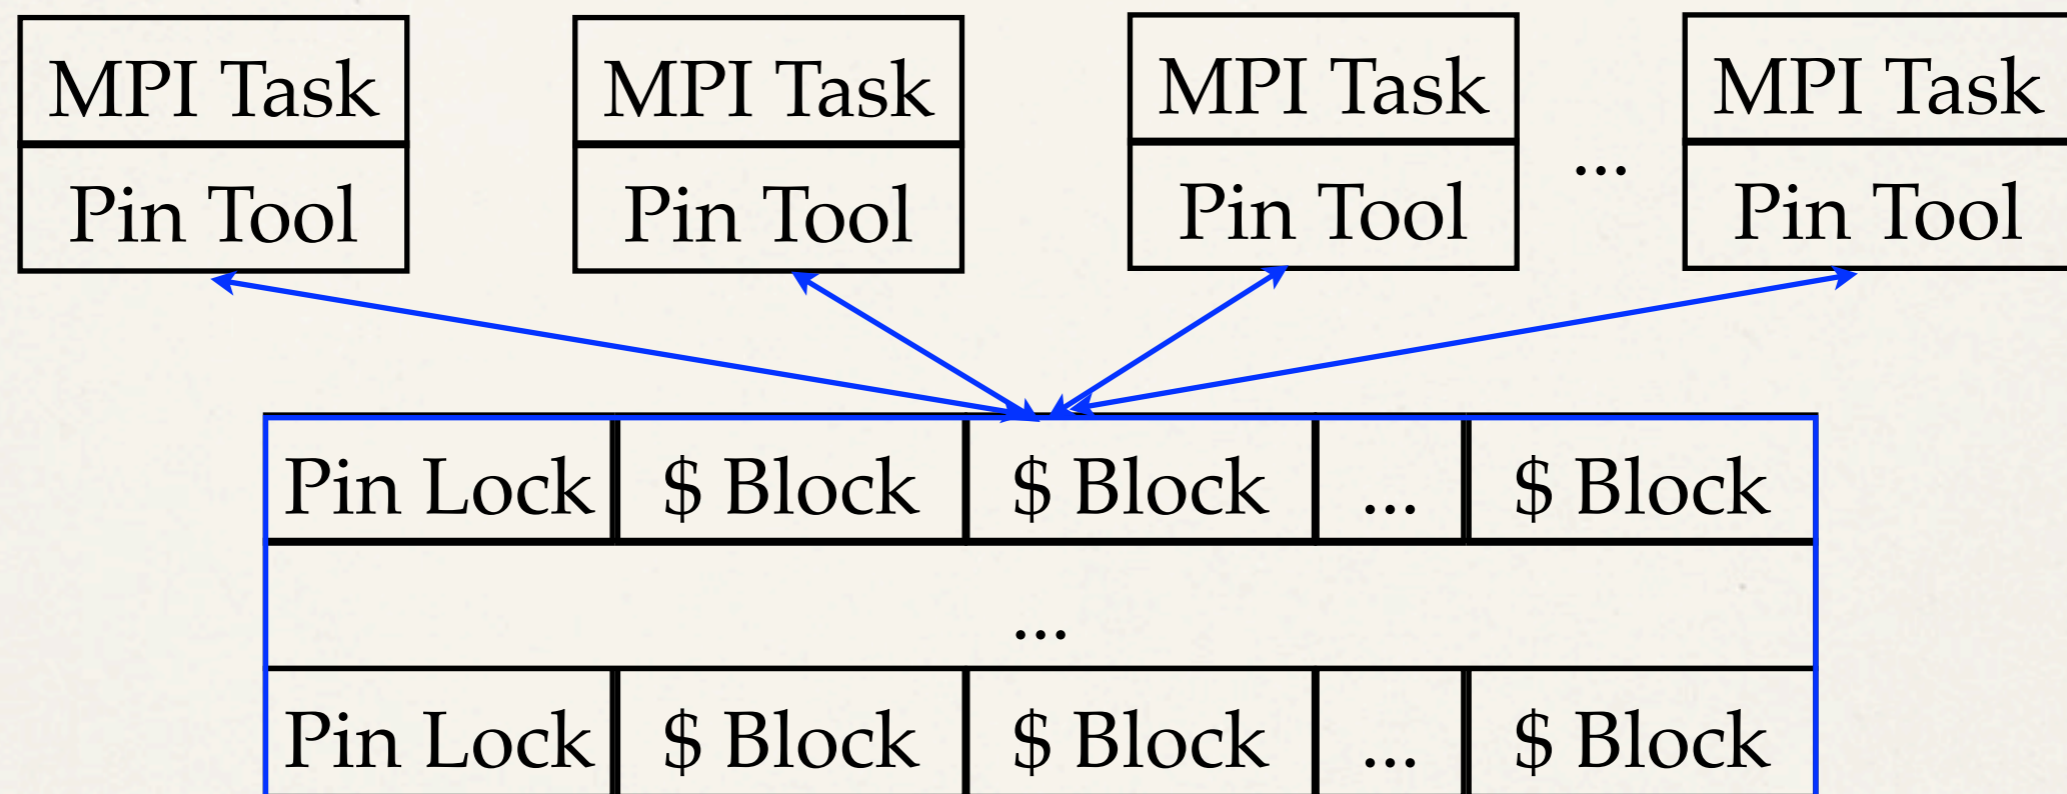 MPI Task MPI Task MPI Task MPI Task
Pin Tool Pin Tool Pin Tool ... Pin Tool
Pin Lock $ Block $ Block ... $ Block
...
Pin Lock $ Block $ Block ... $ Block